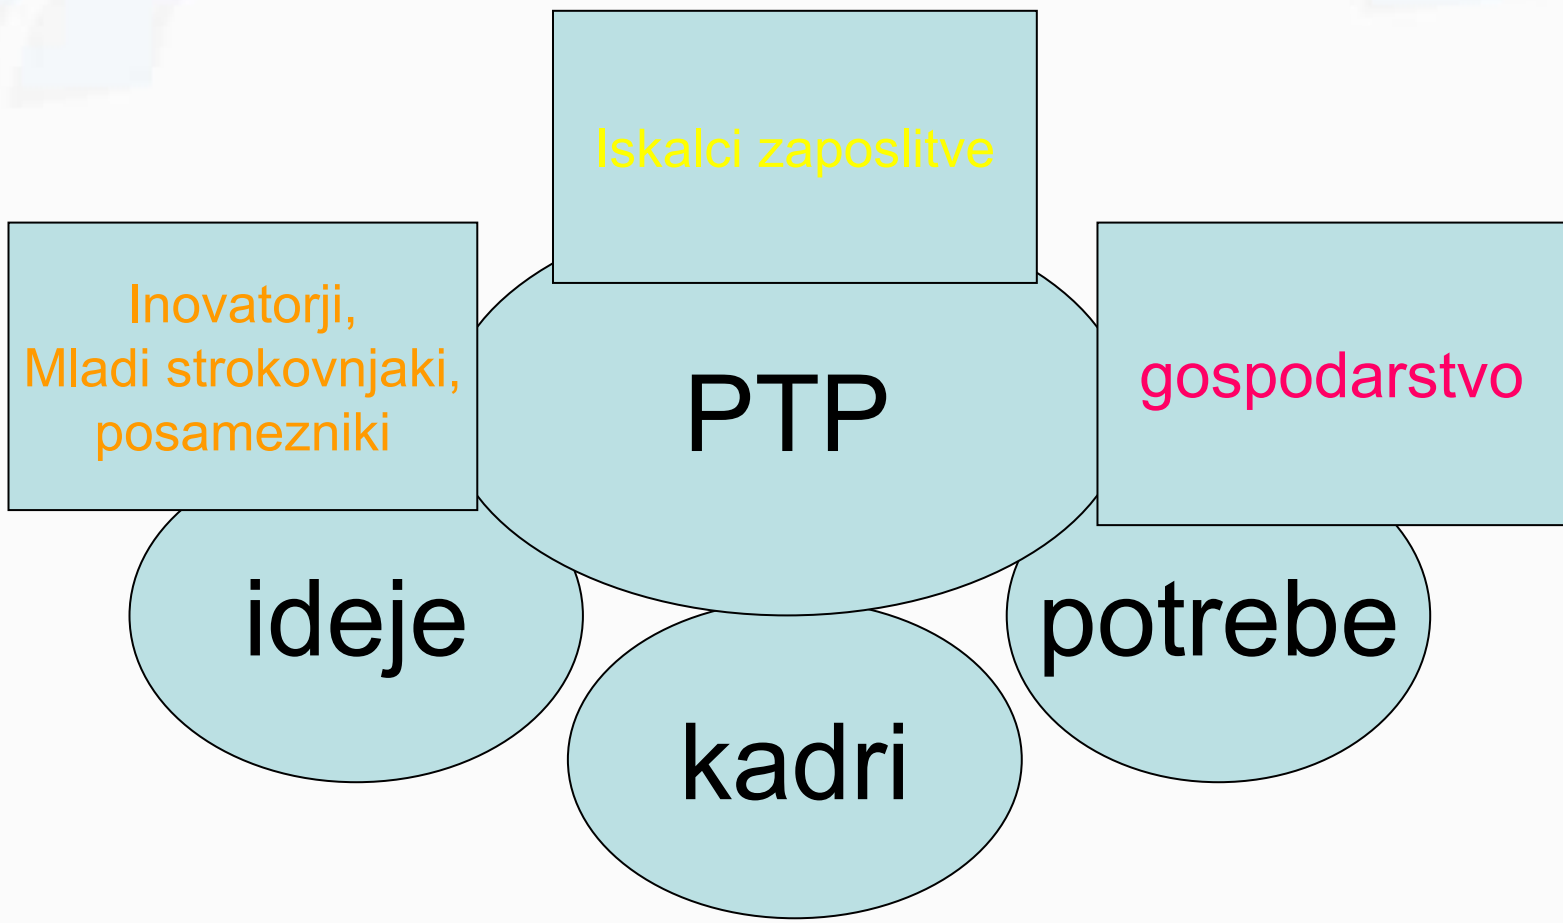 Iskalci zaposlitve
Inovatorji,
Mladi strokovnjaki,
posamezniki
PTP
gospodarstvo
ideje
potrebe
kadri